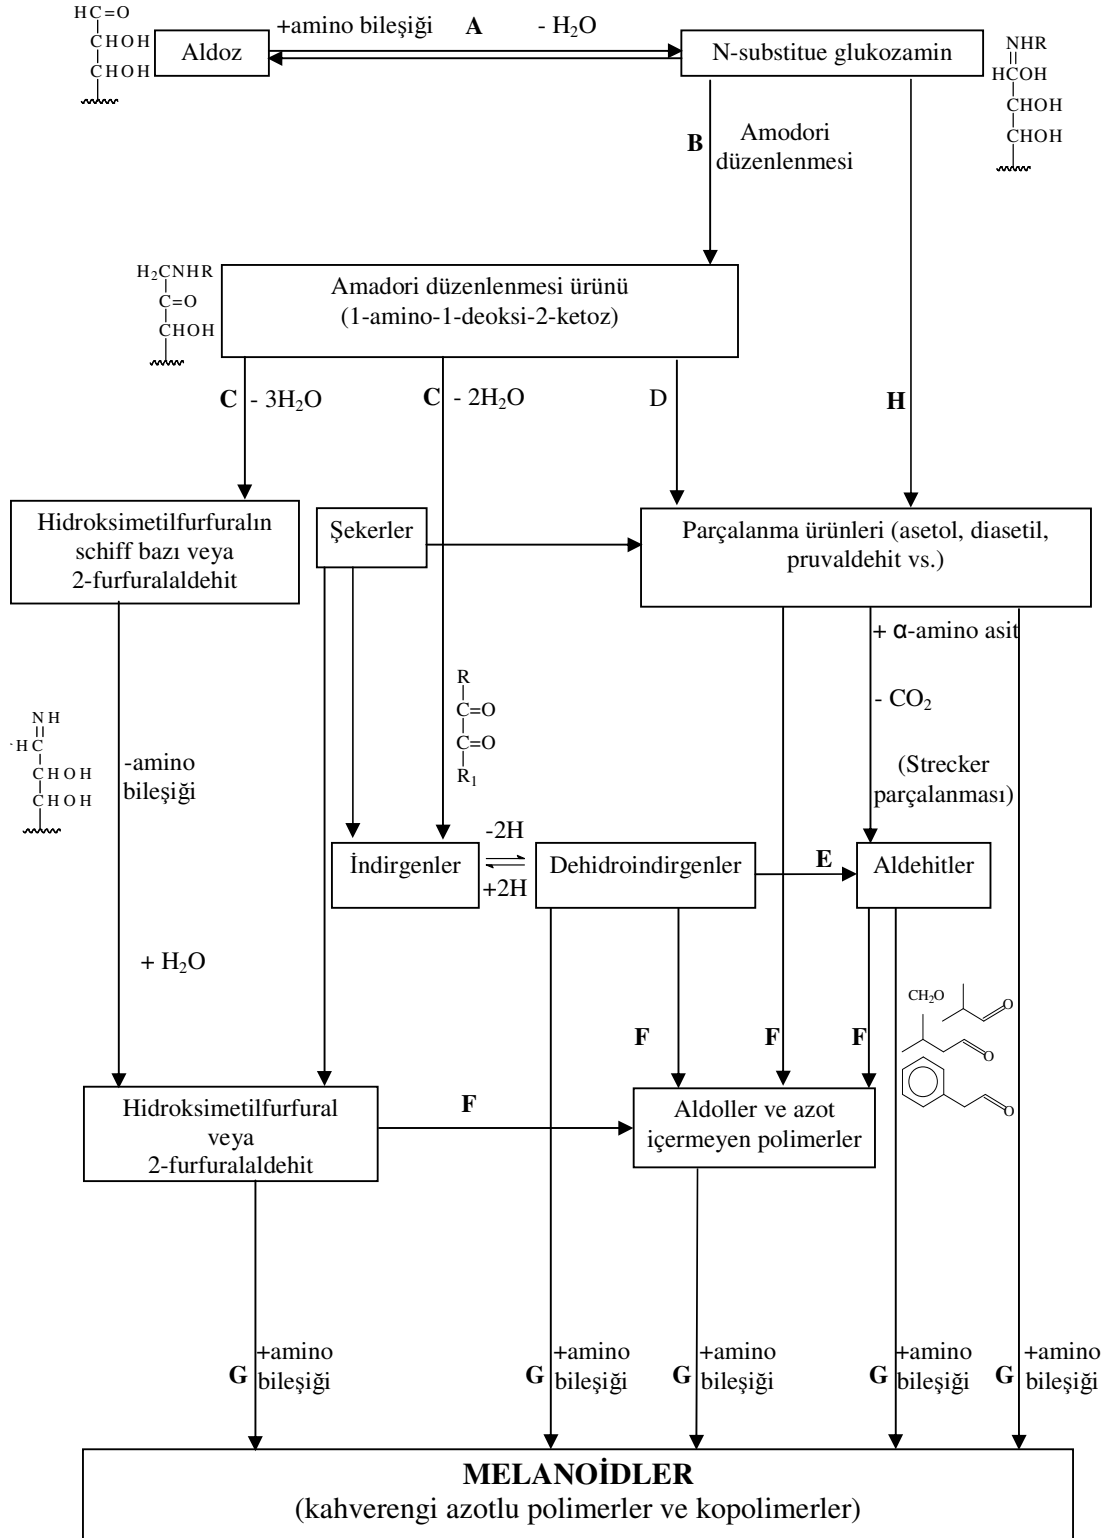 HC=O
CHOH
CHOH
Aldoz
+amino bileşiği A - H₂O
N-substitue glukozamin
NHR
HCOH
CHOH
CHOH
B
Amodori
düzenlenmesi
H₂CNHR
C=O
CHOH
Amadori düzenlenmesi ürünü
(1-amino-1-deoksi-2-ketoz)
C - 3H₂O
C - 2H₂O
D
H
Hidroksimetilfurfuralın
schiff bazı veya
2-furfuralaldehit
Şekerler
Parçalanma ürünleri (asetol, diasetil,
pruvaldehit vs.)
+ α-amino asit
- CO₂
(Strecker
parçalanması)
R
C=O
C=O
R₁
NH
HC
CHOH
CHOH
-amino
bileşiği
+ H₂O
İndirgenler
-2H
+2H
Dehidroindirgenler
E
Aldehitler
CH₂O
O
O
O
F
F
F
Hidroksimetilfurfural
veya
2-furfuralaldehit
F
Aldoller ve azot
içermeyen polimerler
G
+amino
bileşiği
G
+amino
bileşiği
G
+amino
bileşiği
G
+amino
bileşiği
G
+amino
bileşiği
MELANOİDLER
(kahverengi azotlu polimerler ve kopolimerler)